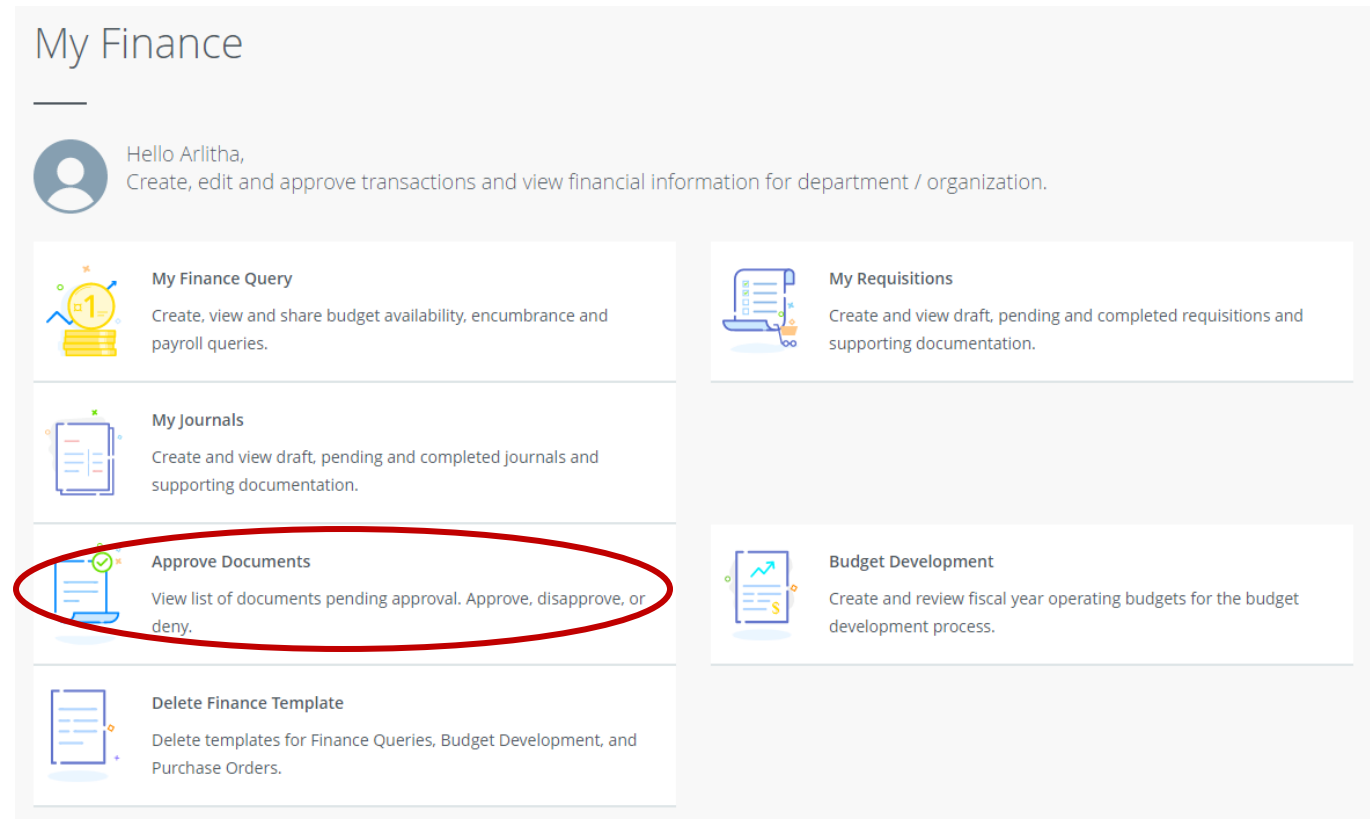 My Finance
Hello Arlitha,
Create, edit and approve transactions and view financial information for department / organization.
My Finance Query
Create, view and share budget availability, encumbrance and
payroll queries.
My Requisitions
Create and view draft, pending and completed requisitions and
supporting documentation.
My Journals
Create and view draft, pending and completed journals and
supporting documentation.
Approve Documents
View list of documents pending approval. Approve, disapprove, or
deny.
Budget Development
Create and review fiscal year operating budgets for the budget
development process.
Delete Finance Template
Delete templates for Finance Queries, Budget Development, and
Purchase Orders.
1
$